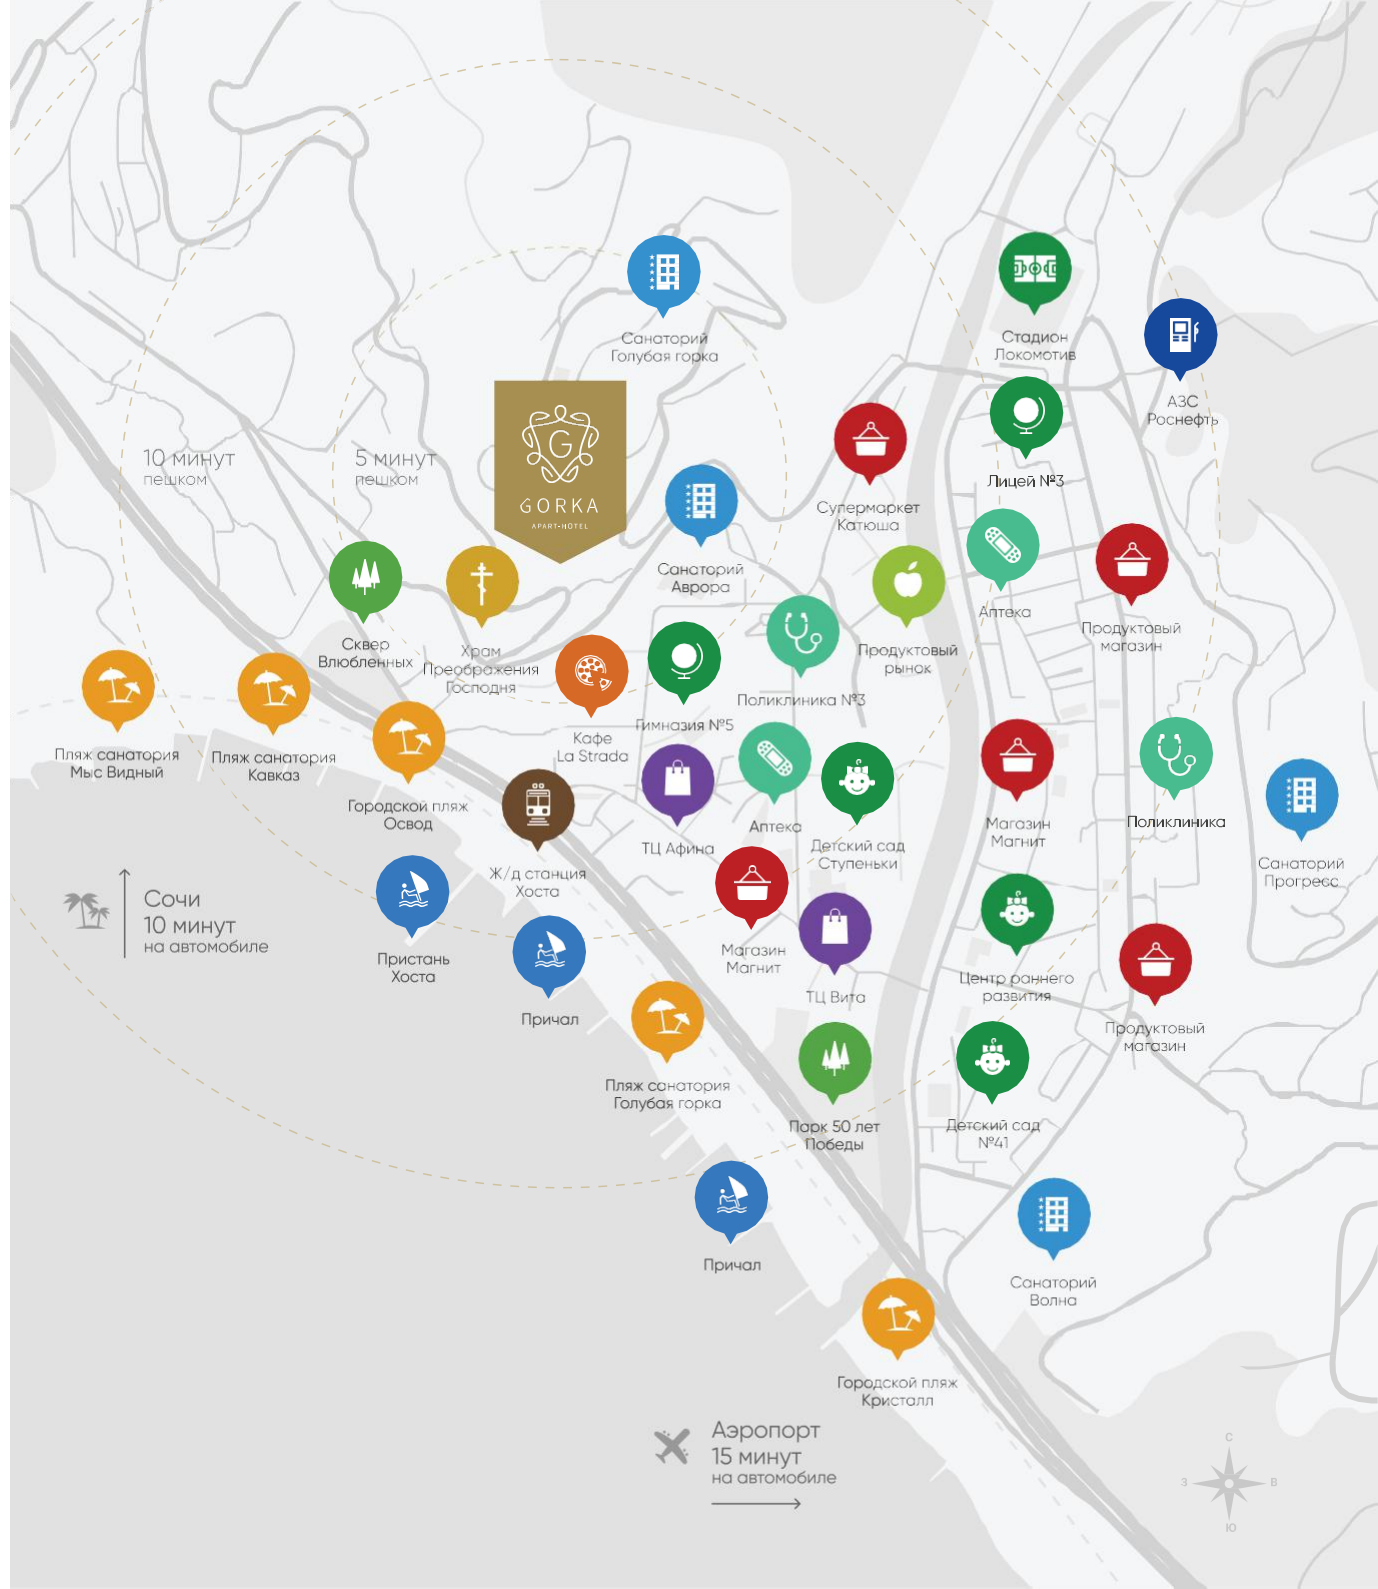 Санаторий
Голубая горка
Стадион
Локомотив
АЗС
Роснефть
10 минут
пешком
5 минут
пешком
G
GORKA
APART-HOTEL
Лицей №3
Супермаркет
Катюша
Санаторий
Аврора
Аптека
Продуктовый
магазин
Сквер
Влюбленных
Храм
Преображения
Господня
Продуктовый
рынок
Поликлиника №3
Гимназия №5
Кафе
La Strada
Пляж санатория
Мыс Видный
Пляж санатория
Кавказ
Городской пляж
Освод
Аптека
ТЦ Афина
Детский сад
Ступеньки
Магазин
Магнит
Поликлиника
Санаторий
Прогресс
Ж/д станция
Хоста
Сочи
10 минут
на автомобиле
Пристань
Хоста
Магазин
Магнит
ТЦ Вита
Центр раннего
развития
Причал
Продуктовый
магазин
Пляж санатория
Голубая горка
Парк 50 лет
Победы
Детский сад
№41
Причал
Санаторий
Волна
Городской пляж
Кристалл
Аэропорт
15 минут
на автомобиле
С
З
В
Ю